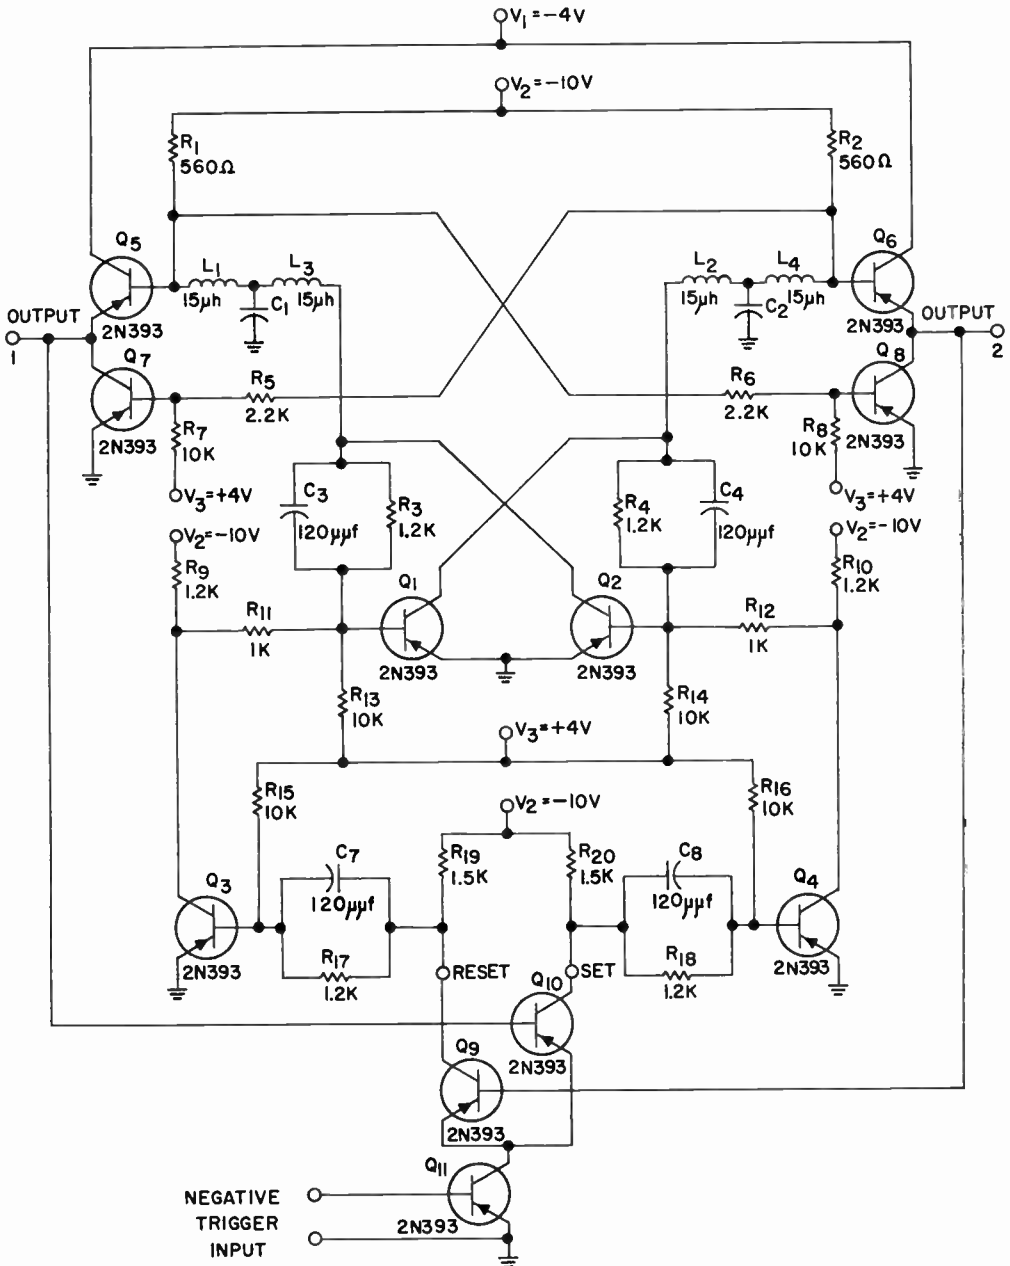 V1=-4V
V2=-10V
R1
560Ω
R2
560Ω
Q5
Q6
L1
L3
L2
L4
15μh
15μh
C1
15μh
C2
15μh
OUTPUT
1
2N393
2N393
OUTPUT
2
Q7
Q8
R5
2.2K
R6
2.2K
2N393
R7
10K
R8
10K
2N393
V3=+4V
V3=+4V
C3
120μμf
R3
1.2K
R4
1.2K
C4
120μμf
V2=-10V
V2=-10V
R9
1.2K
R10
1.2K
Q1
Q2
R11
1K
R12
1K
2N393
2N393
R13
10K
R14
10K
V3=+4V
R15
10K
R16
10K
V2=-10V
C7
120μμf
R19
1.5K
R20
1.5K
C8
120μμf
Q3
Q4
2N393
R17
1.2K
RESET
SET
R18
1.2K
2N393
Q10
2N393
Q9
2N393
Q11
NEGATIVE
TRIGGER
INPUT
2N393